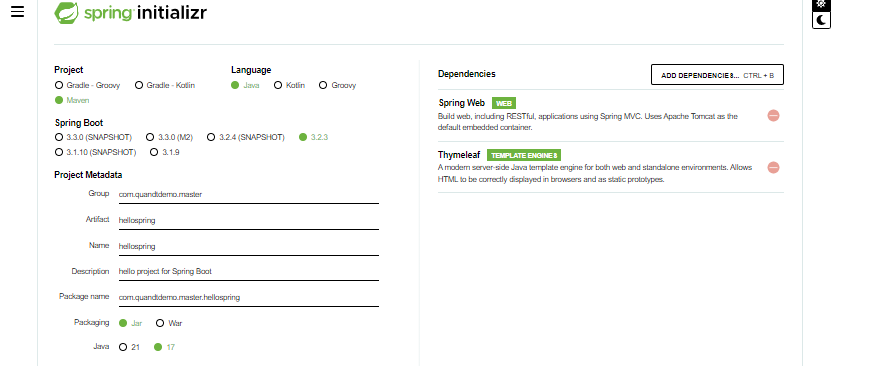 spring initializr
Project
Gradle - Groovy Gradle - Kotlin
Maven
Language
Java Kotlin Groovy
Spring Boot
3.3.0 (SNAPSHOT) 3.3.0 (M2) 3.2.4 (SNAPSHOT) 3.2.3
3.1.10 (SNAPSHOT) 3.1.9
Project Metadata
Group com.quandtdemo.master
Artifact hellospring
Name hellospring
Description hello project for Spring Boot
Package name com.quandtdemo.master.hellospring
Packaging Jar War
Java 21 17
Dependencies ADD DEPENDENCIES... CTRL + B
Spring Web WEB
Build web, including RESTful, applications using Spring MVC. Uses Apache Tomcat as the
default embedded container.
Thymeleaf TEMPLATE ENGINES
A modern server-side Java template engine for both web and standalone environments. Allows
HTML to be correctly displayed in browsers and as static prototypes.